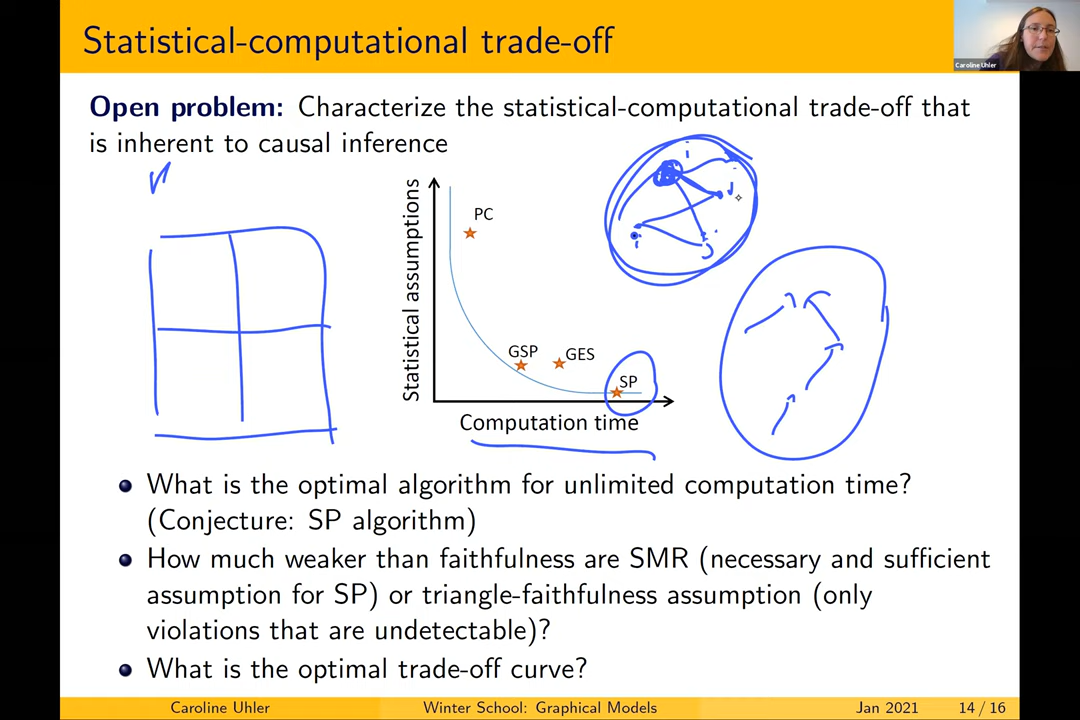 Statistical-computational trade-off
Caroline Uhler
Open problem: Characterize the statistical-computational trade-off that
is inherent to causal inference
Statistical assumptions
PC
GSP
GES
SP
Computation time
What is the optimal algorithm for unlimited computation time?
(Conjecture: SP algorithm)
How much weaker than faithfulness are SMR (necessary and sufficient
assumption for SP) or triangle-faithfulness assumption (only
violations that are undetectable)?
What is the optimal trade-off curve?
Caroline Uhler
Winter School: Graphical Models
Jan 2021
14 / 16